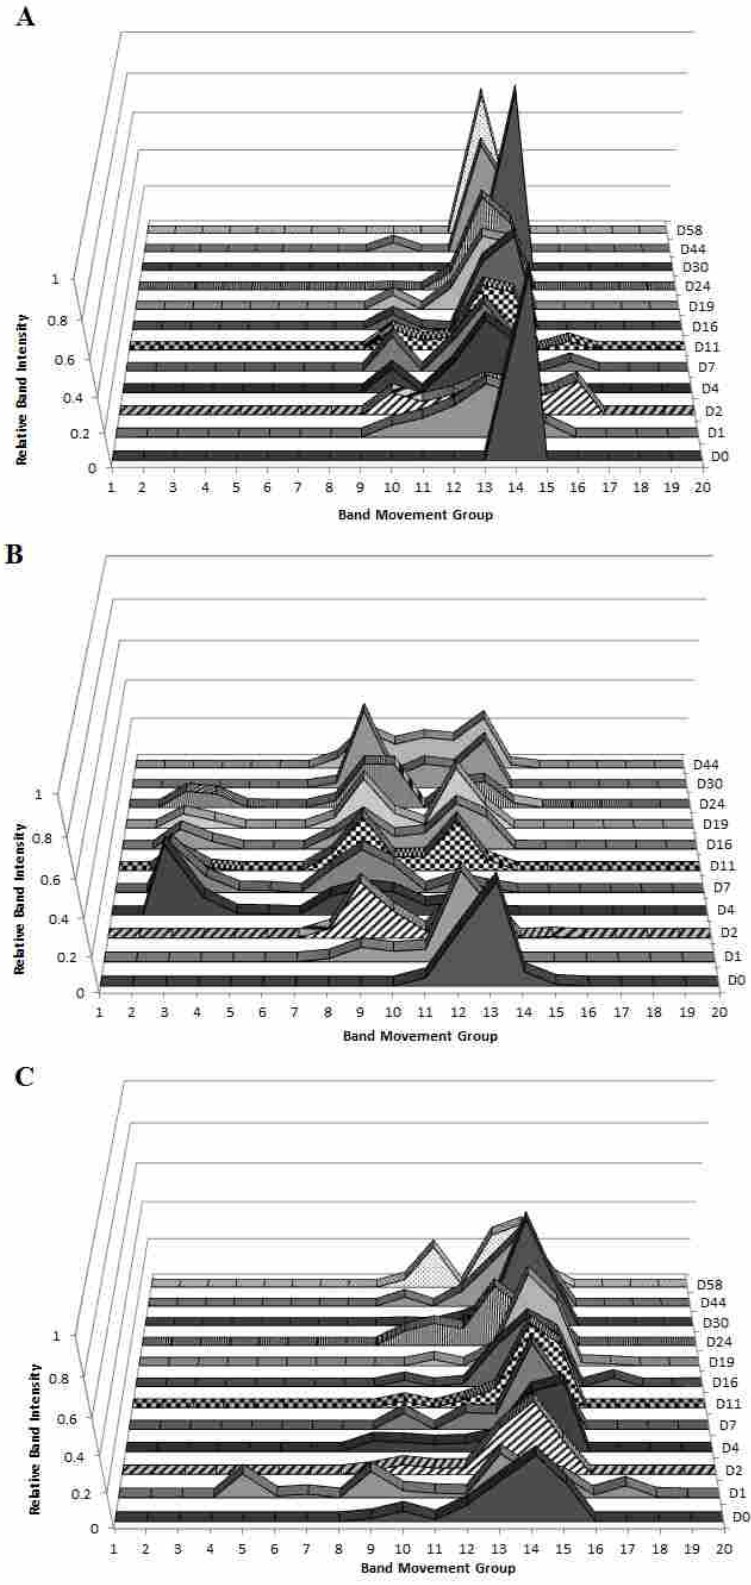 A
D58
D44
D30
D24
D19
D16
D11
D7
D4
D2
D1
D0
1
0.8
0.6
0.4
0.2
0
Relative Band Intensity
1 2 3 4 5 6 7 8 9 10 11 12 13 14 15 16 17 18 19 20
Band Movement Group
B
D44
D30
D24
D19
D16
D11
D7
D4
D2
D1
D0
1
0.8
0.6
0.4
0.2
0
Relative Band Intensity
1 2 3 4 5 6 7 8 9 10 11 12 13 14 15 16 17 18 19 20
Band Movement Group
C
D58
D44
D30
D24
D19
D16
D11
D7
D4
D2
D1
D0
1
0.8
0.6
0.4
0.2
0
Relative Band Intensity
1 2 3 4 5 6 7 8 9 10 11 12 13 14 15 16 17 18 19 20
Band Movement Group